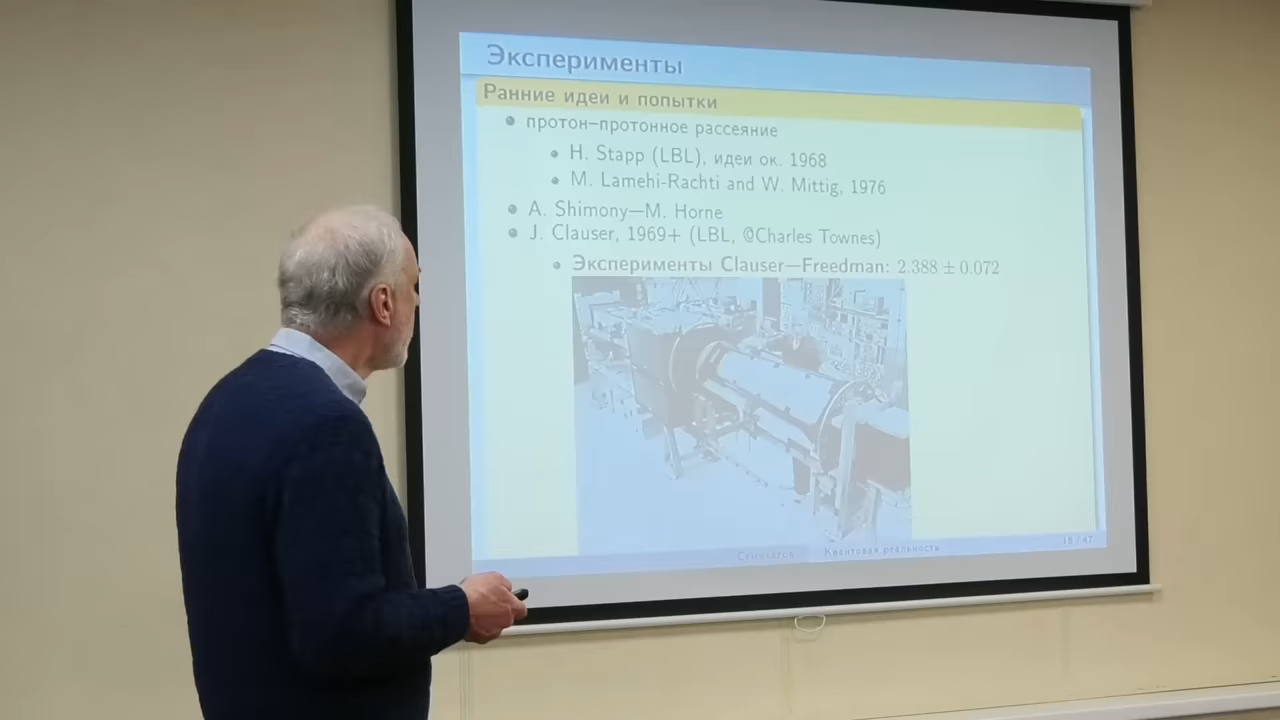 Эксперименты
Ранние идеи и попытки
протон–протонное рассеяние
H. Stapp (LBL), идеи ок. 1968
M. Lamehi-Rachti and W. Mittig, 1976
A. Shimony—M. Horne
J. Clauser, 1969+ (LBL, @Charles Townes)
Эксперименты Clauser—Freedman: 2.388 ± 0.072
Квантовая реальность